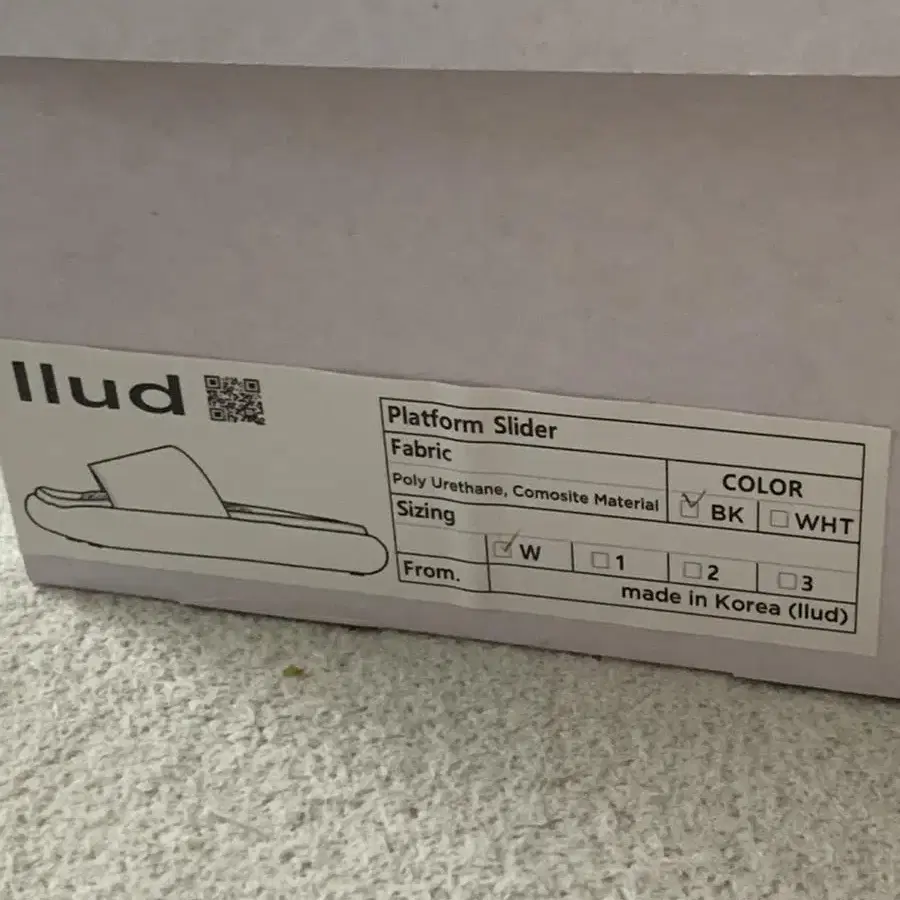 llud
Platform Slider
Fabric
COLOR
Poly Urethane, Comosite Material
BK
WHT
Sizing
W
1
2
3
From.
made in Korea (llud)